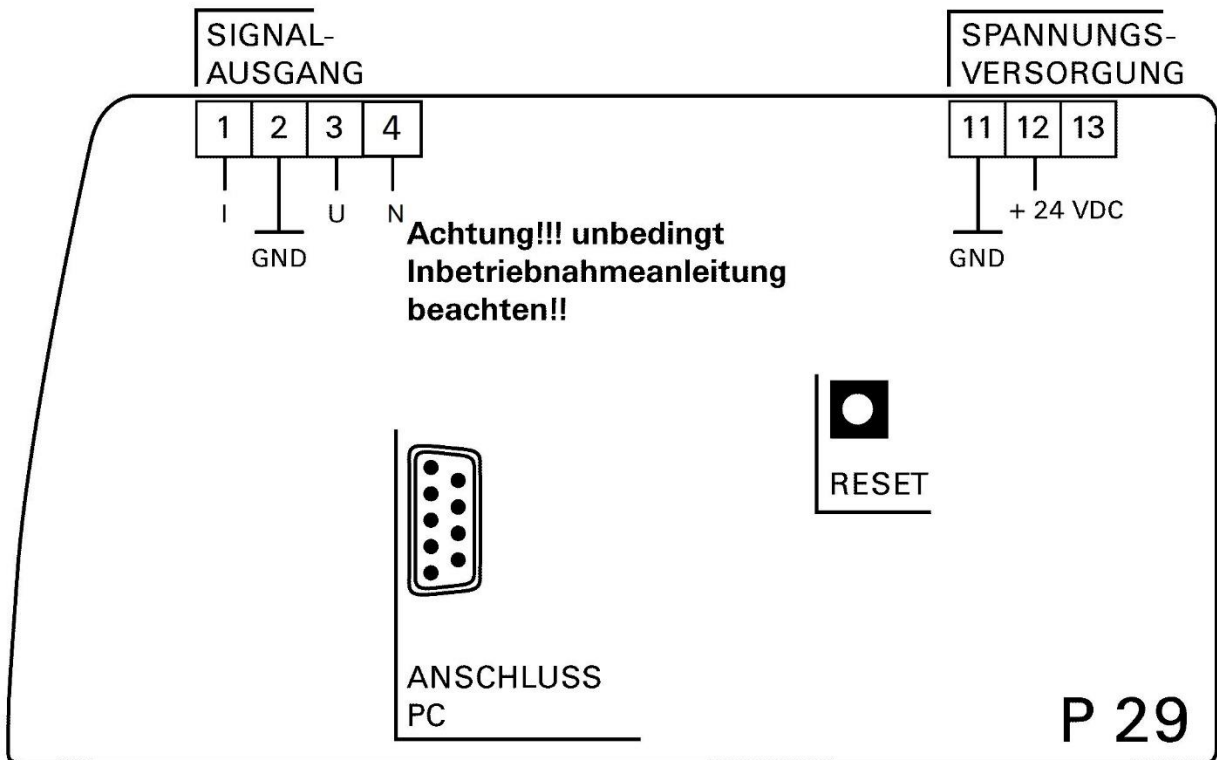 SIGNAL-
AUSGANG
1 2 3 4
I
GND
U
N
SPANNUNGS-
VERSORGUNG
11 12 13
GND
+ 24 VDC
Achtung!!! unbedingt
Inbetriebnahmeanleitung
beachten!!
RESET
ANSCHLUSS
PC
P 29